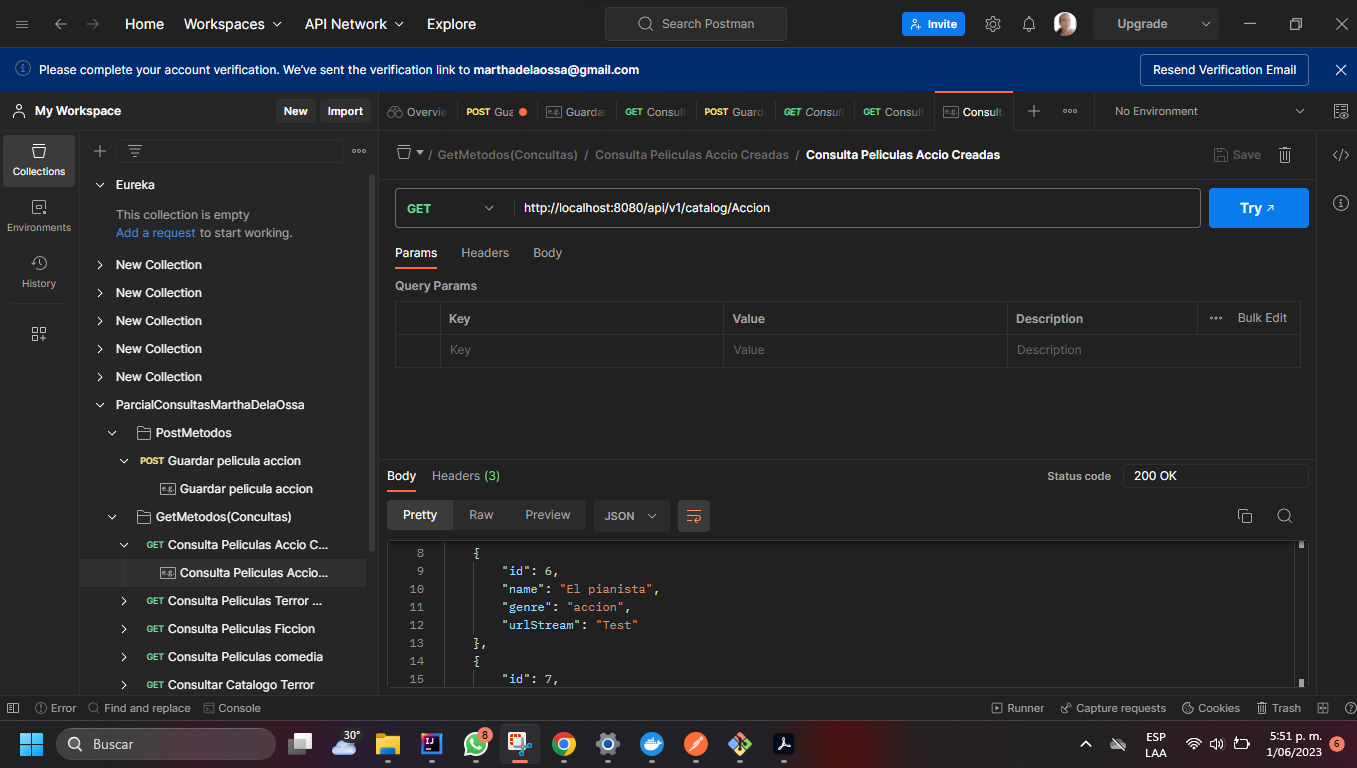 Home Workspaces API Network Explore Search Postman Invite Upgrade
Please complete your account verification. We've sent the verification link to marthadelaossa@gmail.com Resend Verification Email
My Workspace New Import Overvie POST Gua Guardar GET Consult POST Guard GET Consult GET Consult Consult No Environment
Collections
Environments
History
Eureka
This collection is empty
Add a request to start working.
New Collection
New Collection
New Collection
New Collection
New Collection
ParcialConsultasMarthaDelaOssa
PostMetodos
POST Guardar pelicula accion
e.g. Guardar pelicula accion
GetMetodos(Concultas)
GET Consulta Peliculas Accio C...
e.g. Consulta Peliculas Accio...
GET Consulta Peliculas Terror ...
GET Consulta Peliculas Ficcion
GET Consulta Peliculas comedia
GET Consultar Catalogo Terror
/ GetMetodos(Concultas) / Consulta Peliculas Accio Creadas / Consulta Peliculas Accio Creadas Save
GET http://localhost:8080/api/v1/catalog/Accion Try
Params Headers Body
Query Params
Key Value Description Bulk Edit
Key Value Description
Body Headers (3) Status code 200 OK
Pretty Raw Preview JSON
8 {
9 "id": 6,
10 "name": "El pianista",
11 "genre": "accion",
12 "urlStream": "Test"
13 },
14 {
15 "id": 7,
Error Find and replace Console Runner Capture requests Cookies Trash
Buscar 30° 8 ESP LAA 5:51 p. m. 1/06/2023 6